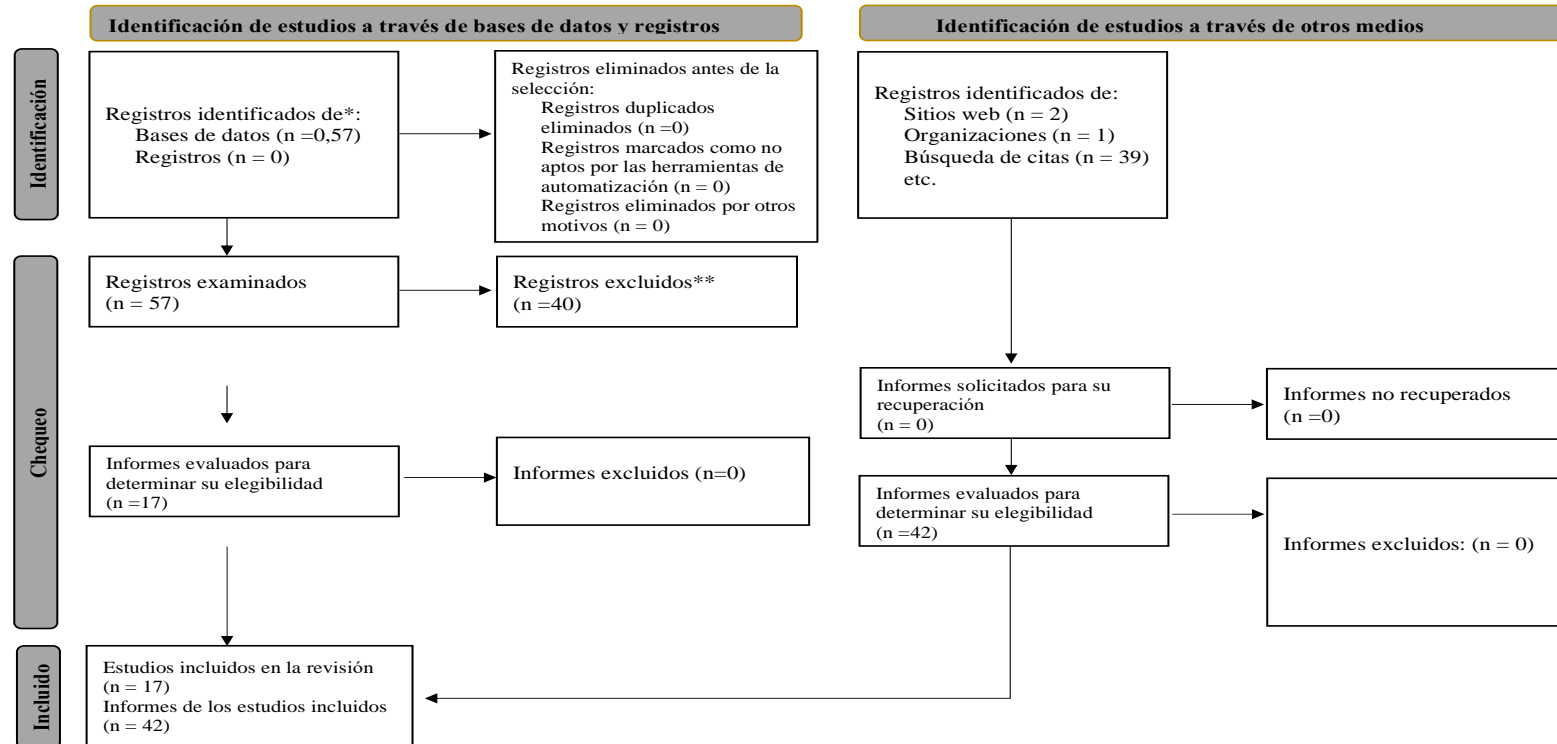 Identificación de estudios a través de bases de datos y registros
Identificación de estudios a través de otros medios
Identificación
Registros identificados de*:
Bases de datos (n =0,57)
Registros (n = 0)
Registros eliminados antes de la
selección:
Registros duplicados
eliminados (n =0)
Registros marcados como no
aptos por las herramientas de
automatización (n = 0)
Registros eliminados por otros
motivos (n = 0)
Registros identificados de:
Sitios web (n = 2)
Organizaciones (n = 1)
Búsqueda de citas (n = 39)
etc.
Chequeo
Registros examinados
(n = 57)
Registros excluidos**
(n =40)
Informes solicitados para su
recuperación
(n = 0)
Informes no recuperados
(n =0)
Informes evaluados para
determinar su elegibilidad
(n =17)
Informes excluidos (n=0)
Informes evaluados para
determinar su elegibilidad
(n =42)
Informes excluidos: (n = 0)
Incluido
Estudios incluidos en la revisión
(n = 17)
Informes de los estudios incluidos
(n = 42)